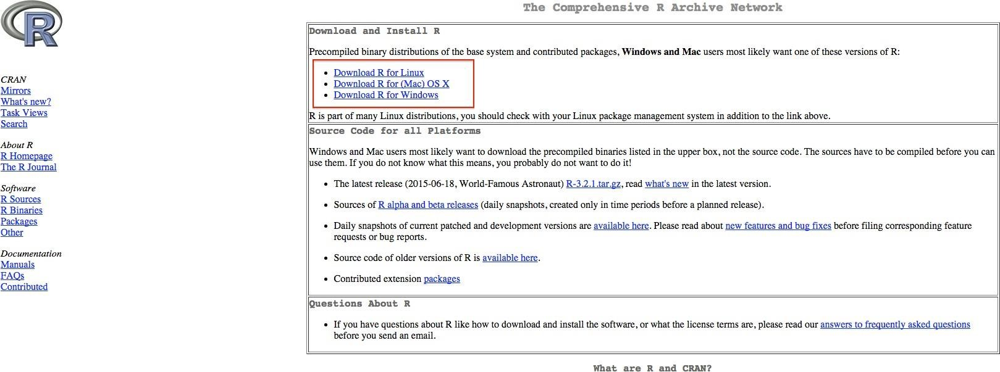 R
CRAN
Mirrors
What's new?
Task Views
Search
About R
R Homepage
The R Journal
Software
R Sources
R Binaries
Packages
Other
Documentation
Manuals
FAQs
Contributed
The Comprehensive R Archive Network
Download and Install R
Precompiled binary distributions of the base system and contributed packages, Windows and Mac users most likely want one of these versions of R:
• Download R for Linux
• Download R for (Mac) OS X
• Download R for Windows
R is part of many Linux distributions, you should check with your Linux package management system in addition to the link above.
Source Code for all Platforms
Windows and Mac users most likely want to download the precompiled binaries listed in the upper box, not the source code. The sources have to be compiled before you can
use them. If you do not know what this means, you probably do not want to do it!
• The latest release (2015-06-18, World-Famous Astronaut) R-3.2.1.tar.gz, read what's new in the latest version.
• Sources of R alpha and beta releases (daily snapshots, created only in time periods before a planned release).
• Daily snapshots of current patched and development versions are available here. Please read about new features and bug fixes before filing corresponding feature
requests or bug reports.
• Source code of older versions of R is available here.
• Contributed extension packages
Questions About R
• If you have questions about R like how to download and install the software, or what the license terms are, please read our answers to frequently asked questions
before you send an email.
What are R and CRAN?